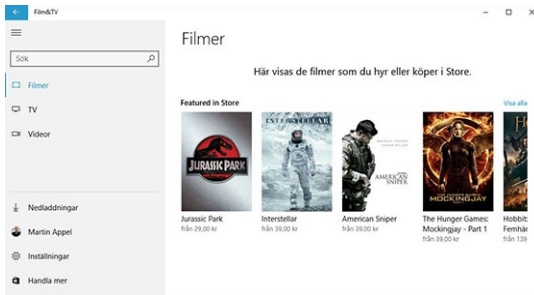 Film&TV
Sök
Filmer
TV
Videor
Nedladdningar
Martin Appel
Inställningar
Handla mer
Filmer
Här visas de filmer som du hyr eller köper i Store.
Featured in Store
Visa alla
JURASSIC PARK
INTERSTELLAR
AMERICAN
SNIPER
MOCKINGJAY
Jurassic Park
från 29,00 kr
Interstellar
från 39,00 kr
American Sniper
från 39,00 kr
The Hunger Games:
Mockingjay - Part 1
från 39,00 kr
Hobbit:
Femhär
från 139